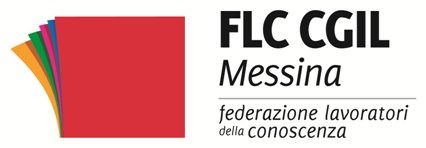 FLC CGIL
Messina
federazione lavoratori
della conoscenza